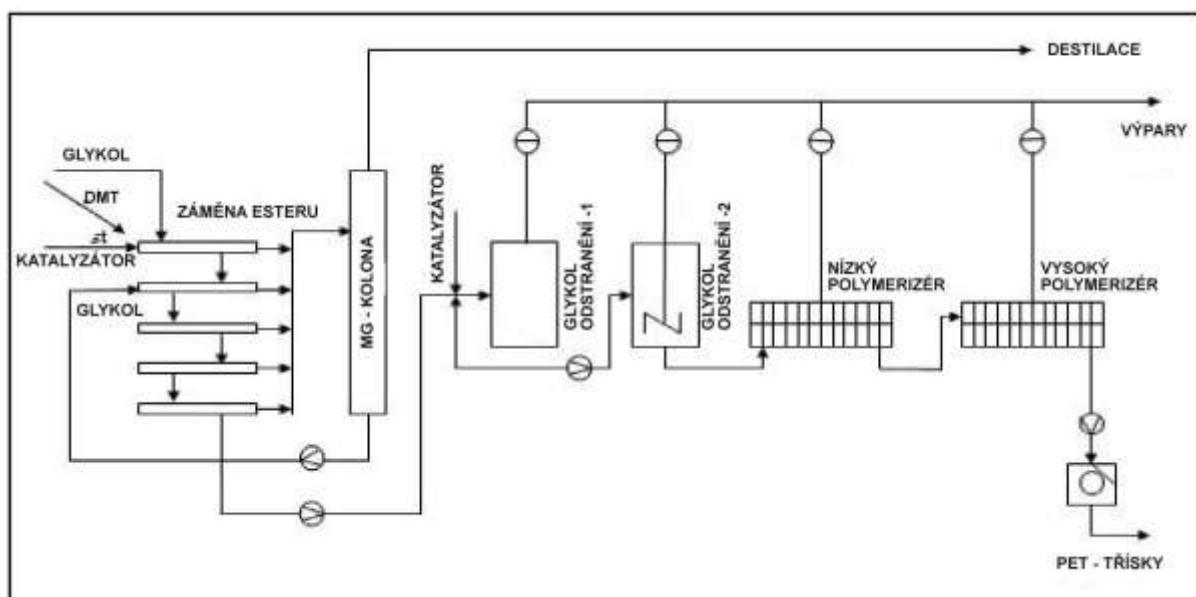 DESTILACE
VÝPARY
GLYKOL
DMT
ZÁMĚNA ESTERU
KATALYZÁTOR
GLYKOL
MG - KOLONA
KATALYZÁTOR
GLYKOL
ODSTRANĚNÍ -1
GLYKOL
ODSTRANĚNÍ -2
NÍZKÝ
POLYMERIZÉR
VYSOKÝ
POLYMERIZÉR
PET - TŘÍSKY